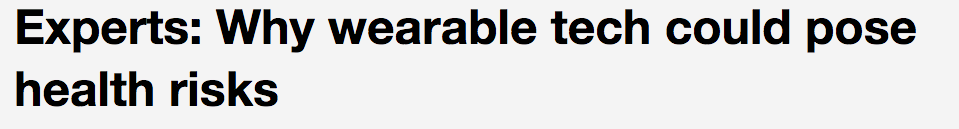 Experts: Why wearable tech could pose
health risks